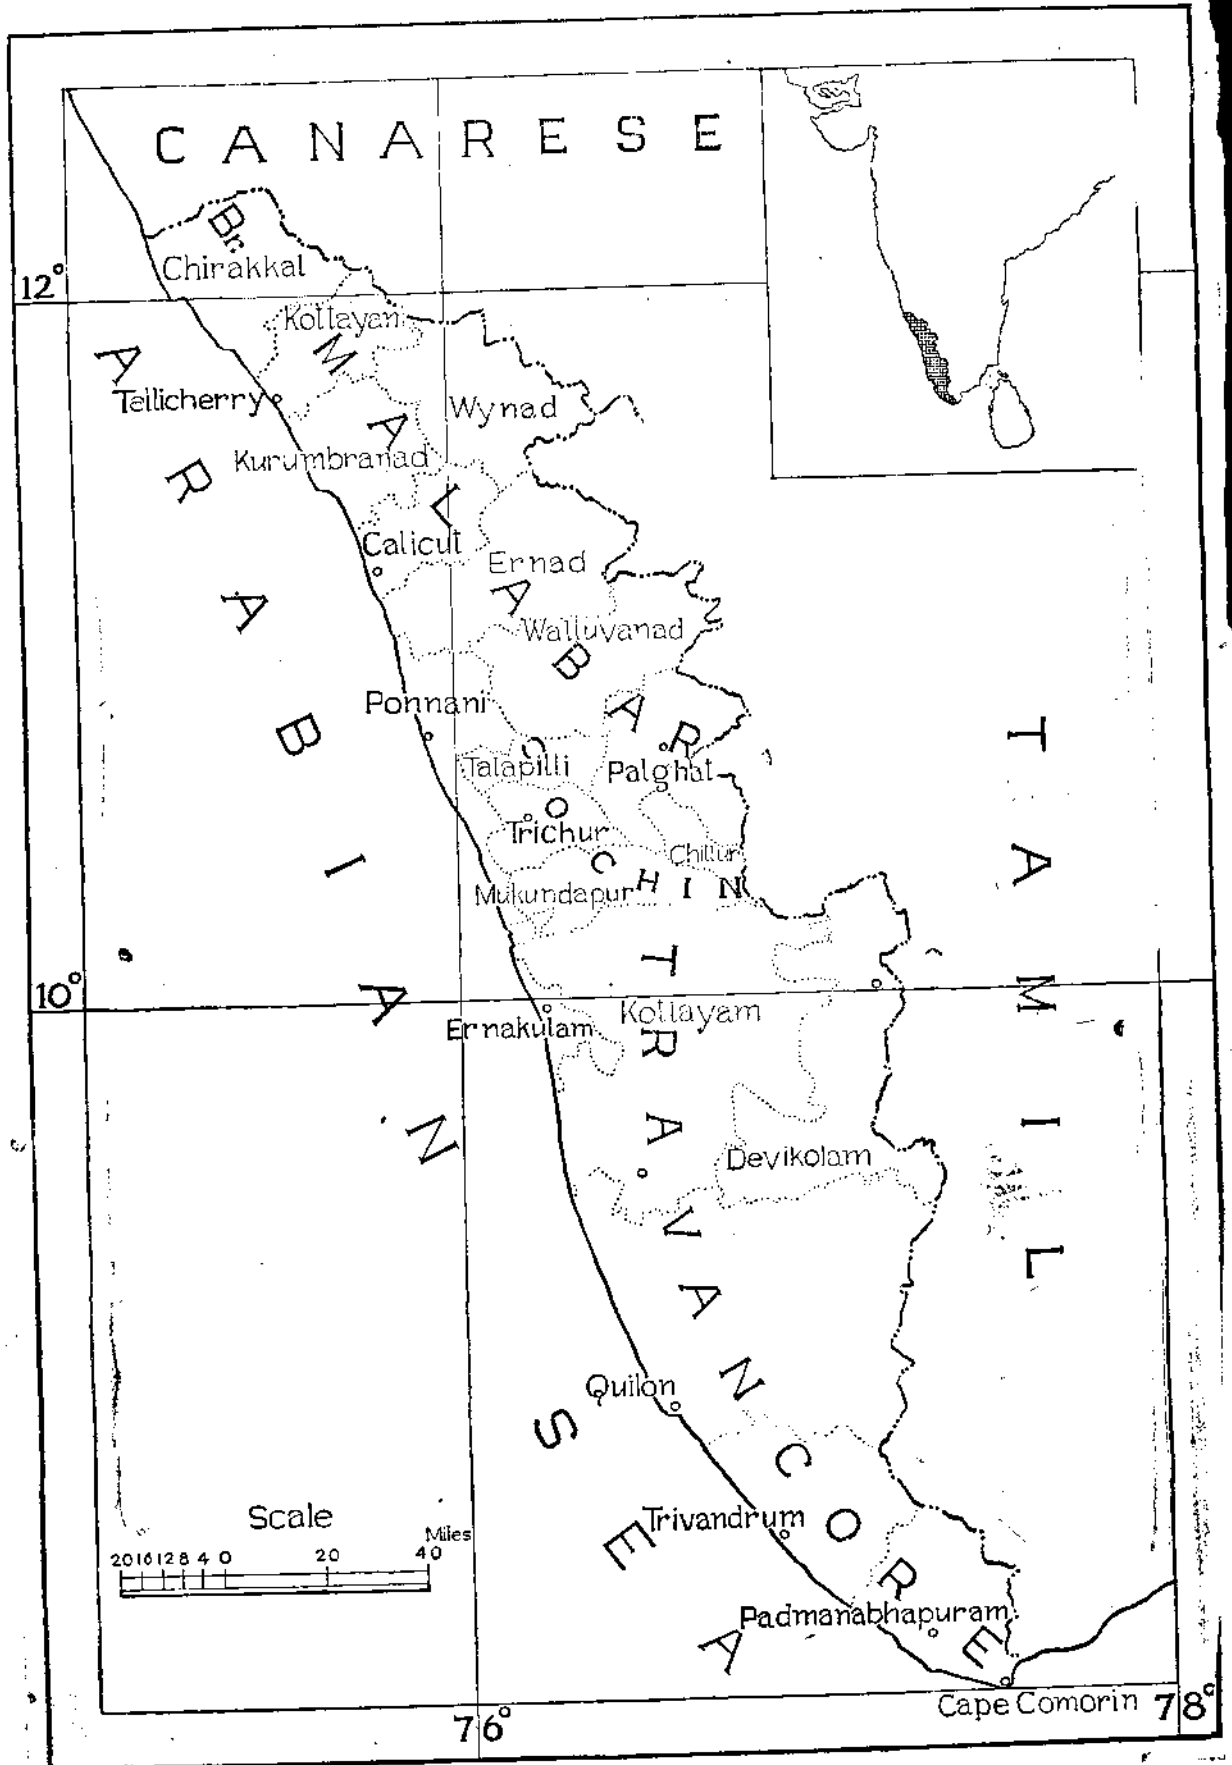 CANARESE
Br. MALABAR
Chirakkal
12°
Kottayam
Tellicherry
Wynad
Kurumbranad
Calicut
Ernad
Walluvanad
Ponnani
Palghat
Talapilli
COCHIN
Trichur
Chittur
Mukundapur
ARABIAN SEA
TAMIL
TRAVANCORE
10°
Kottayam
Ernakulam
Devikolam
Quilon
Trivandrum
Padmanabhapuram
Cape Comorin
Scale
Miles
20 16 12 8 4 0 20 40
76°
78°